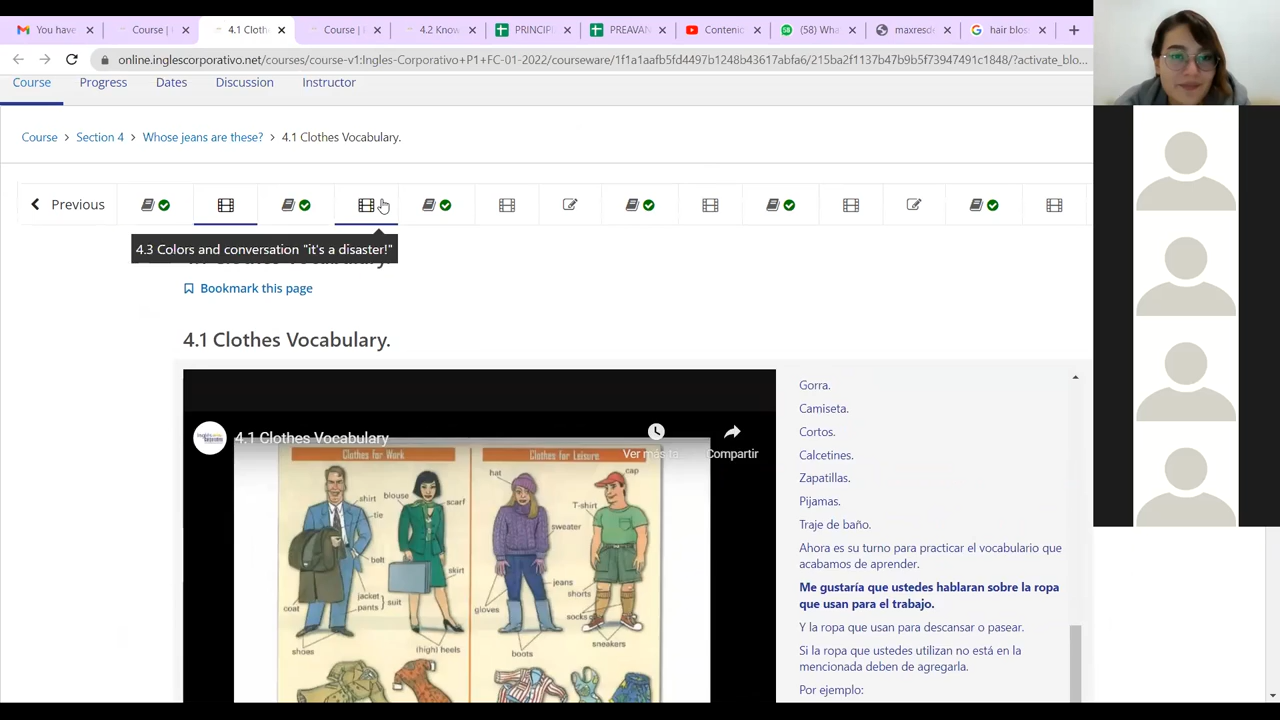 You have
Course |
4.1 Cloth
Course |
4.2 Know
PRINCIPI
PREAVAN
Contenid
(58) Wha
maxresde
hair blos
online.inglescorporativo.net/courses/course-v1:Ingles-Corporativo+P1+FC-01-2022/courseware/1f1a1aafb5fd4497b1248b43617abfa6/215ba2f1137b47b9b5f73947491c1848/?activate_blo...
Course
Progress
Dates
Discussion
Instructor
Course > Section 4 > Whose jeans are these? > 4.1 Clothes Vocabulary.
Previous
4.3 Colors and conversation "it's a disaster!"
Bookmark this page
4.1 Clothes Vocabulary.
4.1 Clothes Vocabulary
Ver más ta
Compartir
Clothes for Work
Clothes for Leisure
shirt
blouse
scarf
tie
belt
skirt
jacket
pants
suit
coat
shoes
(high) heels
hat
cap
T-shirt
sweater
jeans
shorts
gloves
socks
sneakers
boots
Gorra.
Camiseta.
Cortos.
Calcetines.
Zapatillas.
Pijamas.
Traje de baño.
Ahora es su turno para practicar el vocabulario que
acabamos de aprender.
Me gustaría que ustedes hablaran sobre la ropa
que usan para el trabajo.
Y la ropa que usan para descansar o pasear.
Si la ropa que ustedes utilizan no está en la
mencionada deben de agregarla.
Por ejemplo: